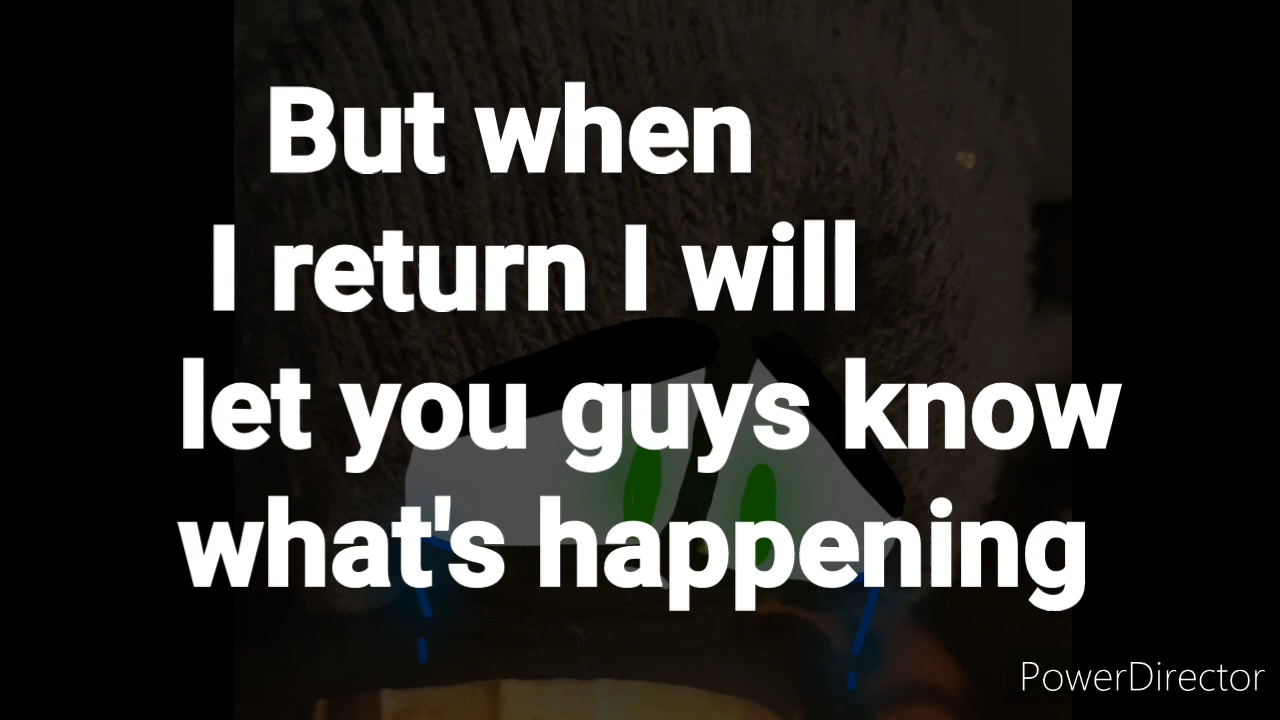 But when
I return I will
let you guys know
what's happening
PowerDirector